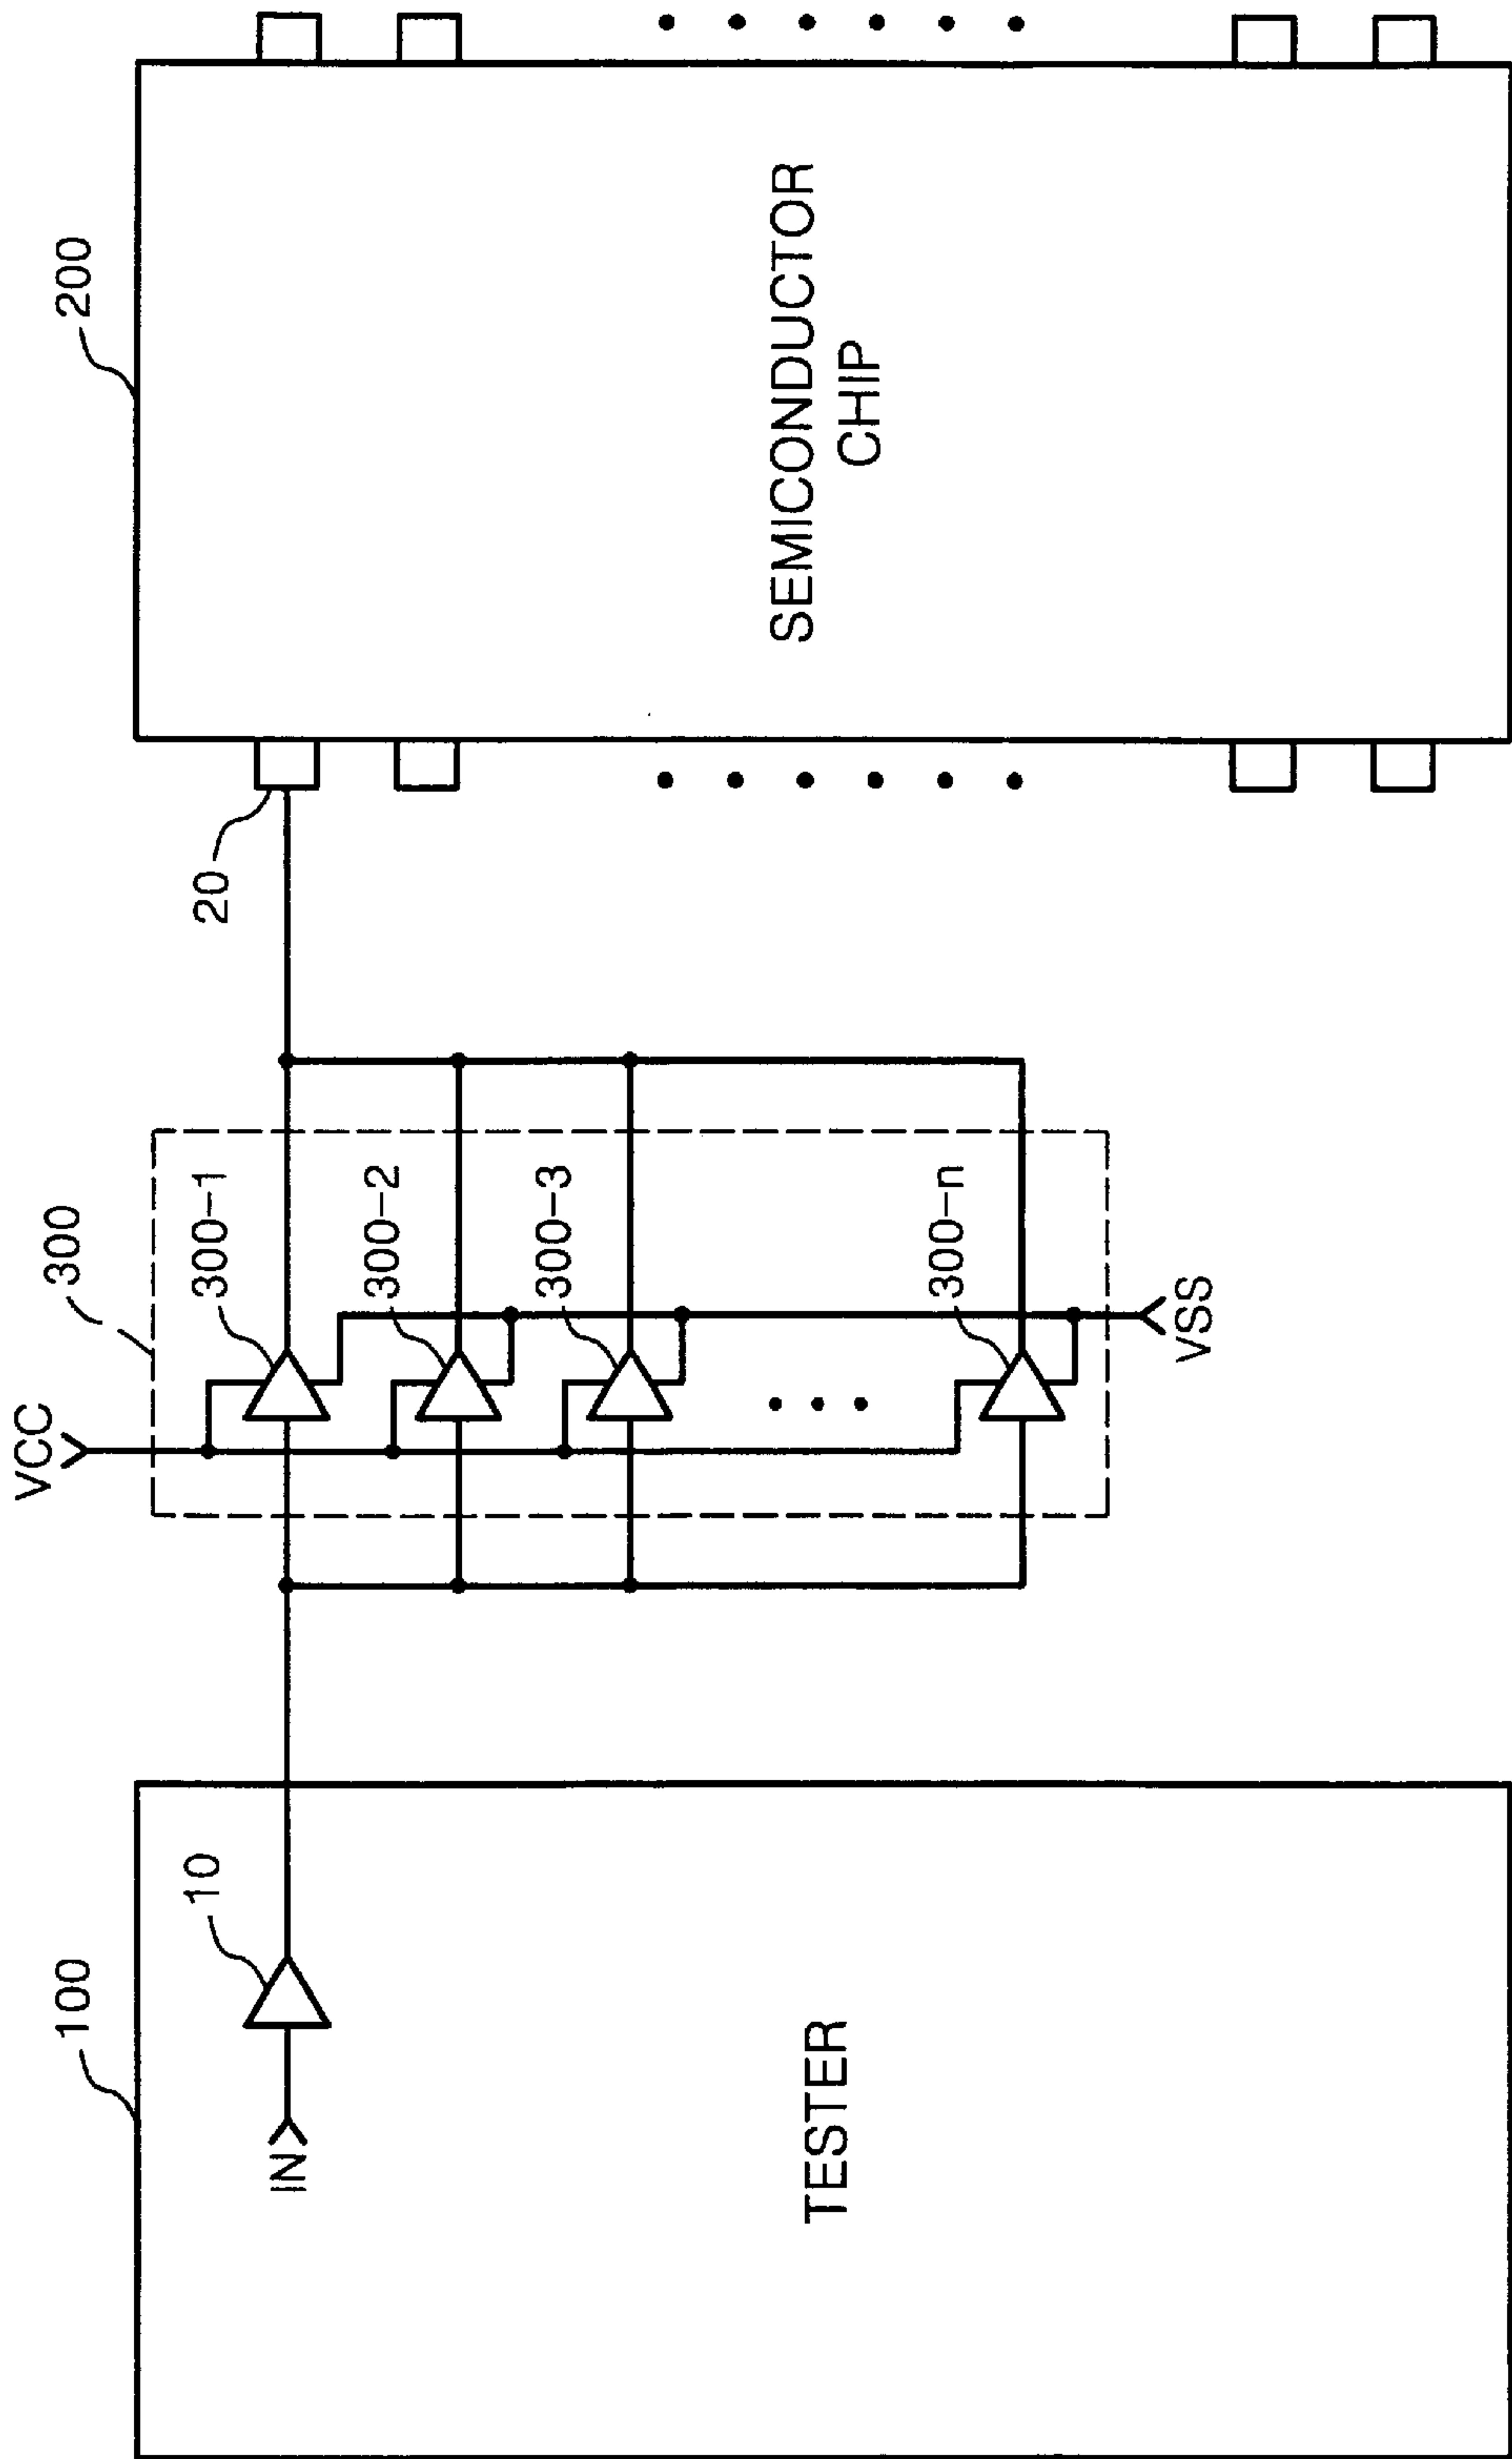 100
IN
10
TESTER
VCC
300
300-1
300-2
300-3
300-n
VSS
20
200
SEMICONDUCTOR
CHIP